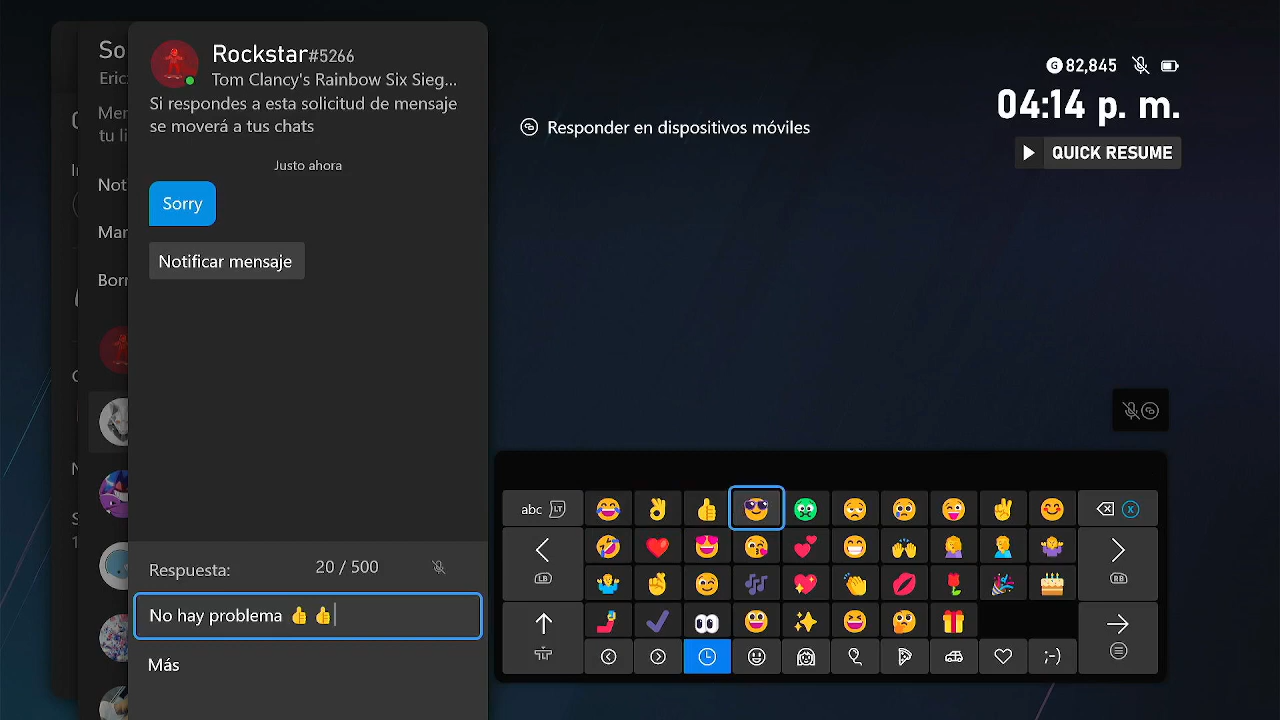 So
Eric
Mer
tu li
Not
Mar
Borr
Rockstar#5266
Tom Clancy's Rainbow Six Sieg...
Si respondes a esta solicitud de mensaje
se moverá a tus chats
Justo ahora
Sorry
Notificar mensaje
Respuesta:
20 / 500
No hay problema 👍👍
Más
Responder en dispositivos móviles
G 82,845
04:14 p. m.
QUICK RESUME
abc LT
X
LB
RB
;-)